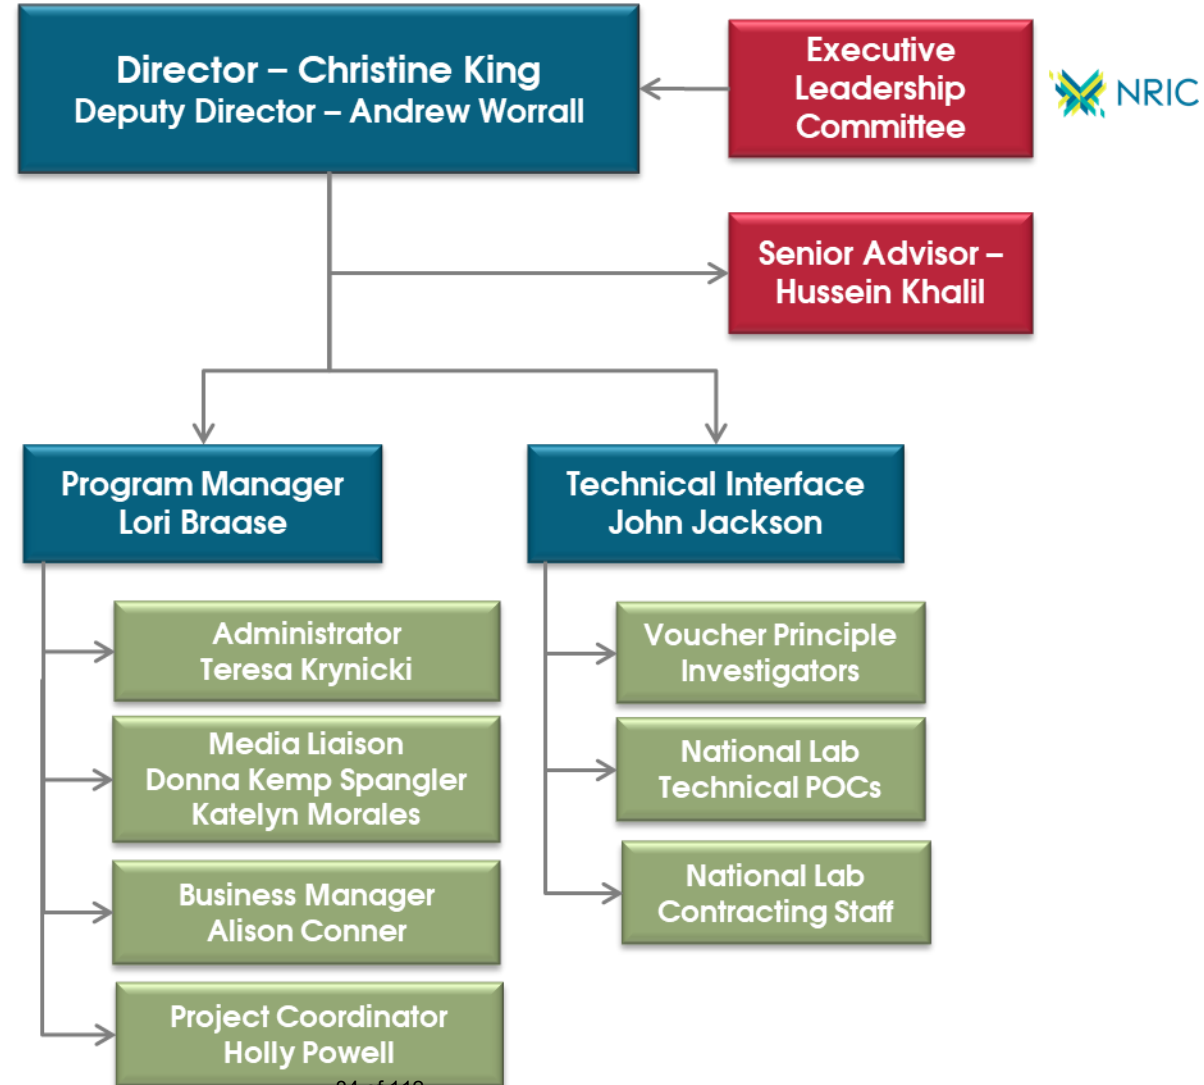 Director – Christine King
Deputy Director – Andrew Worrall
Executive
Leadership
Committee
NRIC
Senior Advisor –
Hussein Khalil
Program Manager
Lori Braase
Technical Interface
John Jackson
Administrator
Teresa Krynicki
Voucher Principle
Investigators
Media Liaison
Donna Kemp Spangler
Katelyn Morales
National Lab
Technical POCs
Business Manager
Alison Conner
National Lab
Contracting Staff
Project Coordinator
Holly Powell